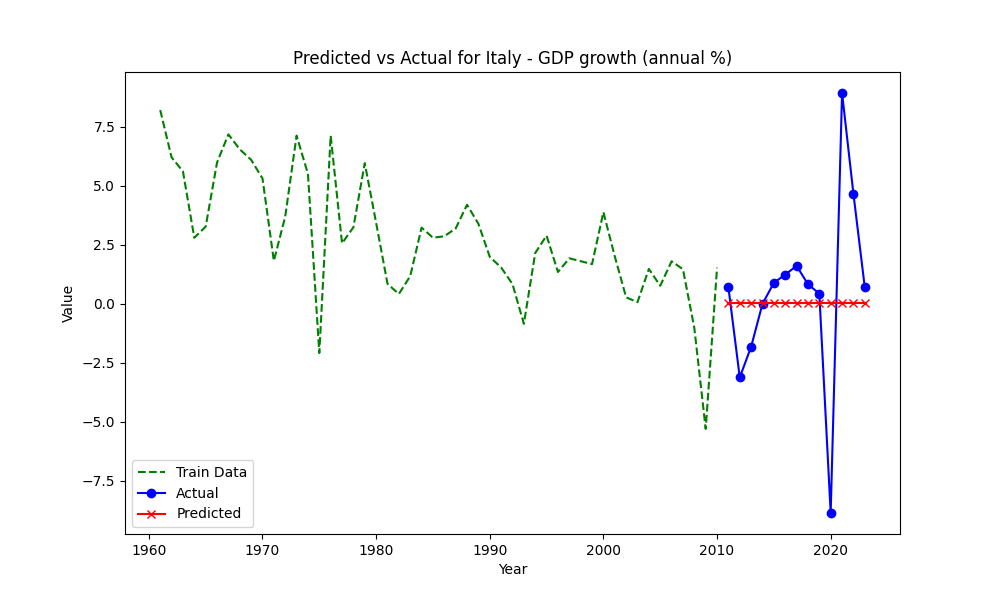 Predicted vs Actual for Italy - GDP growth (annual %)
Value
7.5
5.0
2.5
0.0
−2.5
−5.0
−7.5
Train Data
Actual
Predicted
1960 1970 1980 1990 2000 2010 2020
Year